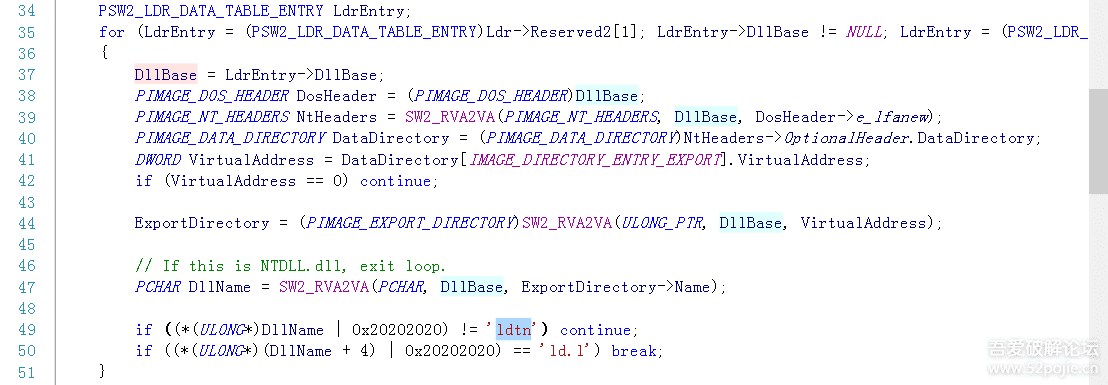 34 PSW2_LDR_DATA_TABLE_ENTRY LdrEntry;
35 for (LdrEntry = (PSW2_LDR_DATA_TABLE_ENTRY)Ldr->Reserved2[1]; LdrEntry->DllBase != NULL; LdrEntry = (PSW2_LDR_
36 {
37 DllBase = LdrEntry->DllBase;
38 PIMAGE_DOS_HEADER DosHeader = (PIMAGE_DOS_HEADER)DllBase;
39 PIMAGE_NT_HEADERS NtHeaders = SW2_RVA2VA(PIMAGE_NT_HEADERS, DllBase, DosHeader->e_lfanew);
40 PIMAGE_DATA_DIRECTORY DataDirectory = (PIMAGE_DATA_DIRECTORY)NtHeaders->OptionalHeader.DataDirectory;
41 DWORD VirtualAddress = DataDirectory[IMAGE_DIRECTORY_ENTRY_EXPORT].VirtualAddress;
42 if (VirtualAddress == 0) continue;
43
44 ExportDirectory = (PIMAGE_EXPORT_DIRECTORY)SW2_RVA2VA(ULONG_PTR, DllBase, VirtualAddress);
45
46 // If this is NTDLL.dll, exit loop.
47 PCHAR DllName = SW2_RVA2VA(PCHAR, DllBase, ExportDirectory->Name);
48
49 if ((*(ULONG*)DllName | 0x20202020) != 'ldtn') continue;
50 if ((*(ULONG*)(DllName + 4) | 0x20202020) == 'ld.l') break;
51 }
吾爱破解论坛
www.52pojie.cn